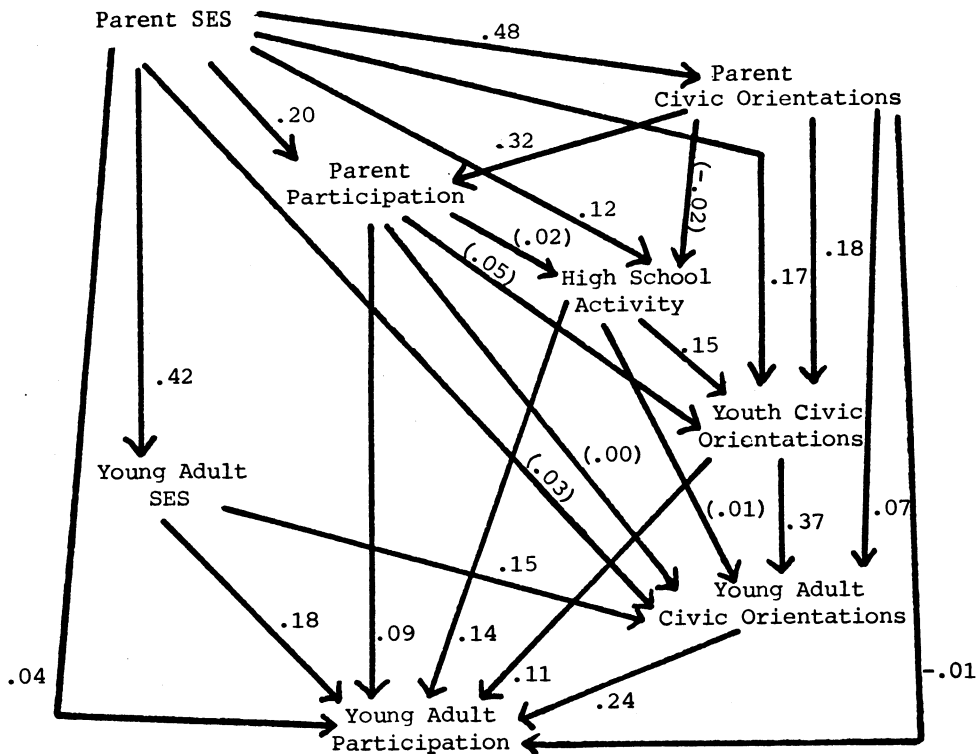 Parent SES
.48
Parent
Civic Orientations
.20
.32
Parent
Participation
.12
(-.02)
(.02)
(.05)
.18
High School
Activity
.17
.15
.42
Youth Civic
Orientations
(.00)
(.03)
Young Adult
SES
(.01)
.37
.07
.15
Young Adult
Civic Orientations
.18
.09
.14
.04
.11
.24
-.01
Young Adult
Participation